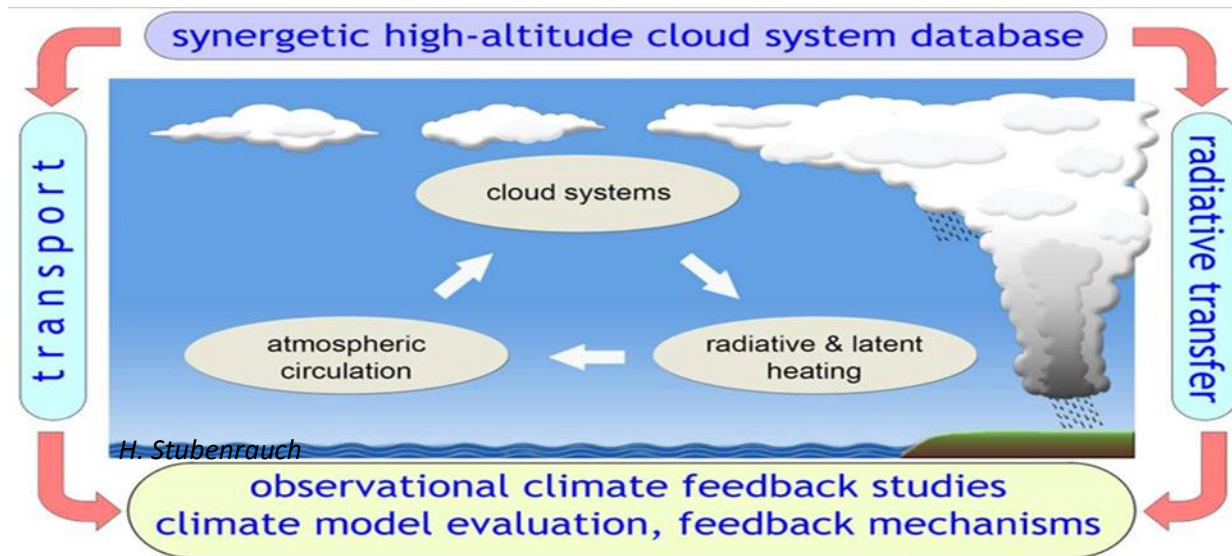 synergetic high-altitude cloud system database
transport
cloud systems
atmospheric
circulation
radiative & latent
heating
radiative transfer
H. Stubenrauch
observational climate feedback studies
climate model evaluation, feedback mechanisms